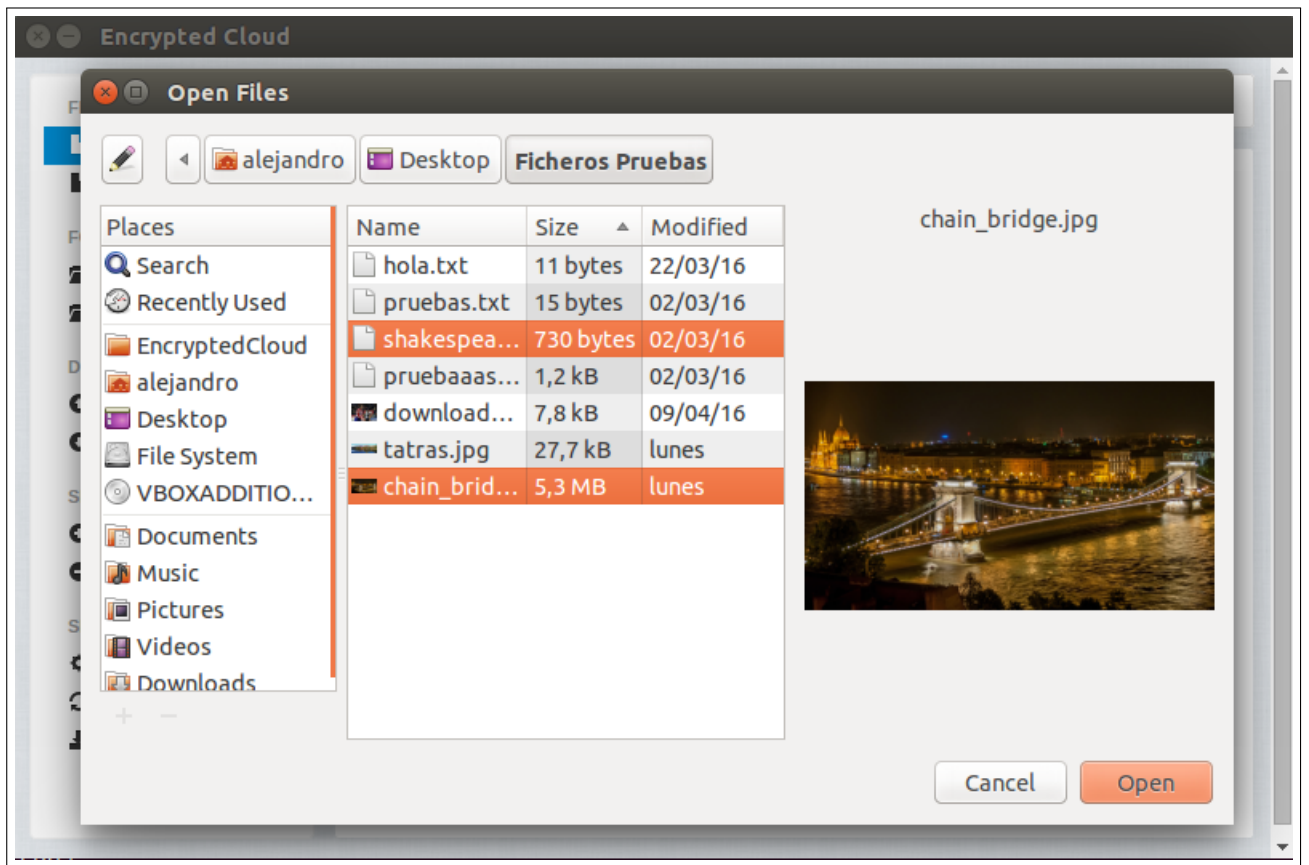 Encrypted Cloud
Open Files
alejandro Desktop Ficheros Pruebas
Places
Search
Recently Used
EncryptedCloud
alejandro
Desktop
File System
VBOXADDITIO...
Documents
Music
Pictures
Videos
Downloads
Name Size Modified
hola.txt 11 bytes 22/03/16
pruebas.txt 15 bytes 02/03/16
shakespea... 730 bytes 02/03/16
pruebaaas... 1,2 kB 02/03/16
download... 7,8 kB 09/04/16
tatras.jpg 27,7 kB lunes
chain_brid... 5,3 MB lunes
chain_bridge.jpg
Cancel Open